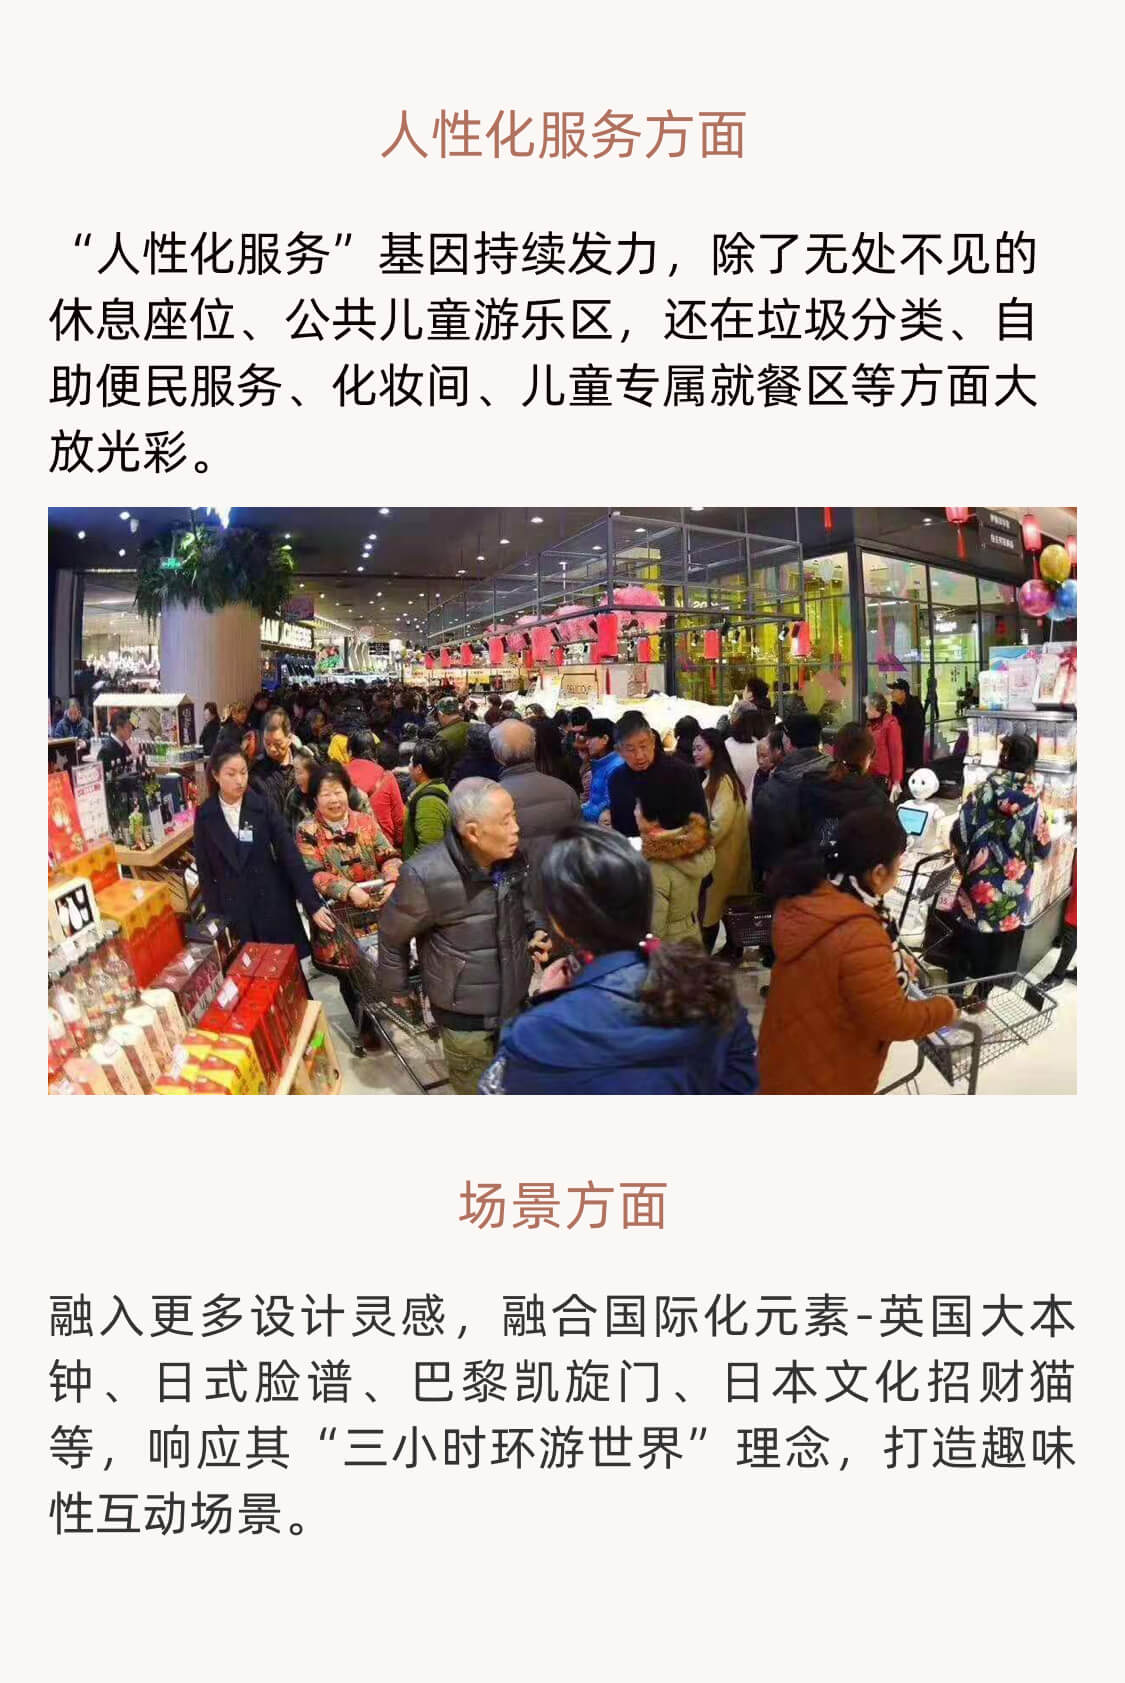 人性化服务方面
“人性化服务”基因持续发力，除了无处不见的
休息座位、公共儿童游乐区，还在垃圾分类、自
助便民服务、化妆间、儿童专属就餐区等方面大
放光彩。
场景方面
融入更多设计灵感，融合国际化元素-英国大本
钟、日式脸谱、巴黎凯旋门、日本文化招财猫
等，响应其“三小时环游世界”理念，打造趣味
性互动场景。